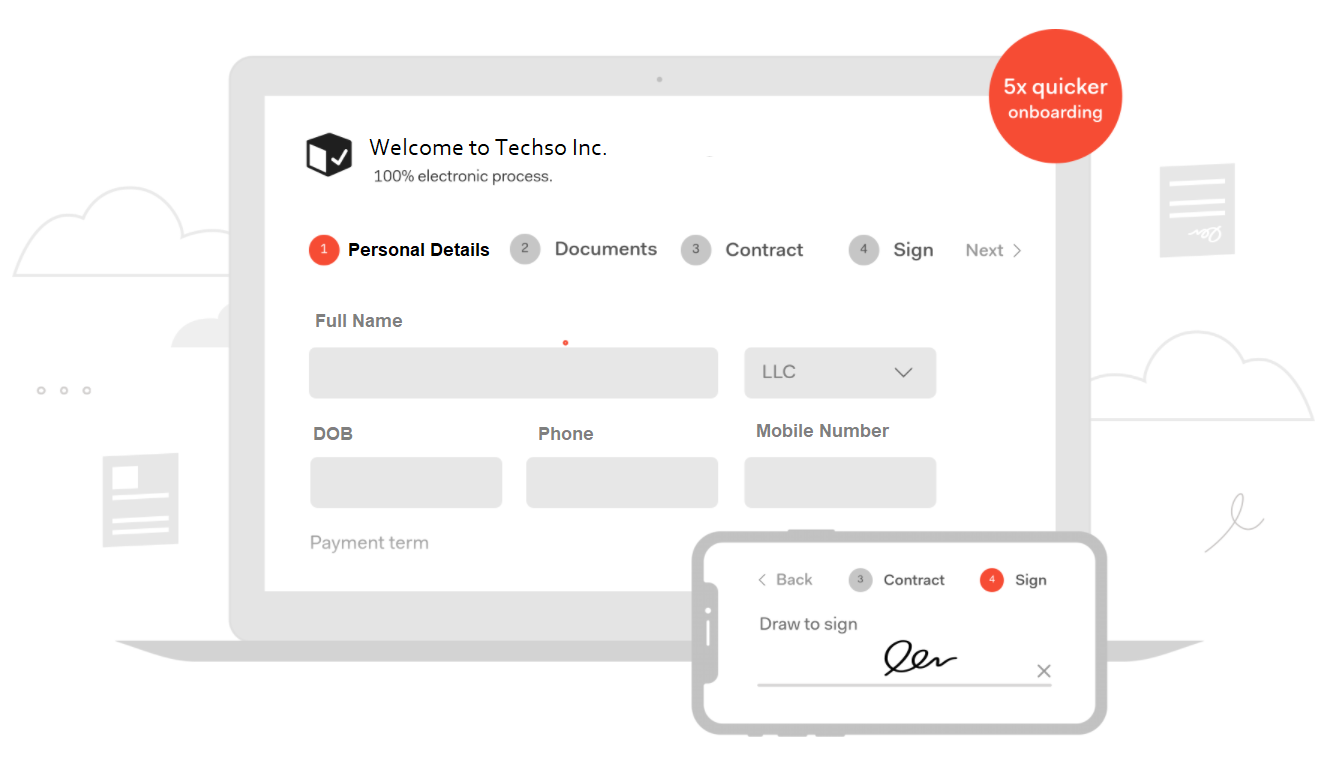 5x quicker
onboarding
Welcome to Techso Inc.
100% electronic process.
1 Personal Details 2 Documents 3 Contract 4 Sign Next
Full Name
LLC
DOB Phone Mobile Number
Payment term
Back 3 Contract 4 Sign
Draw to sign